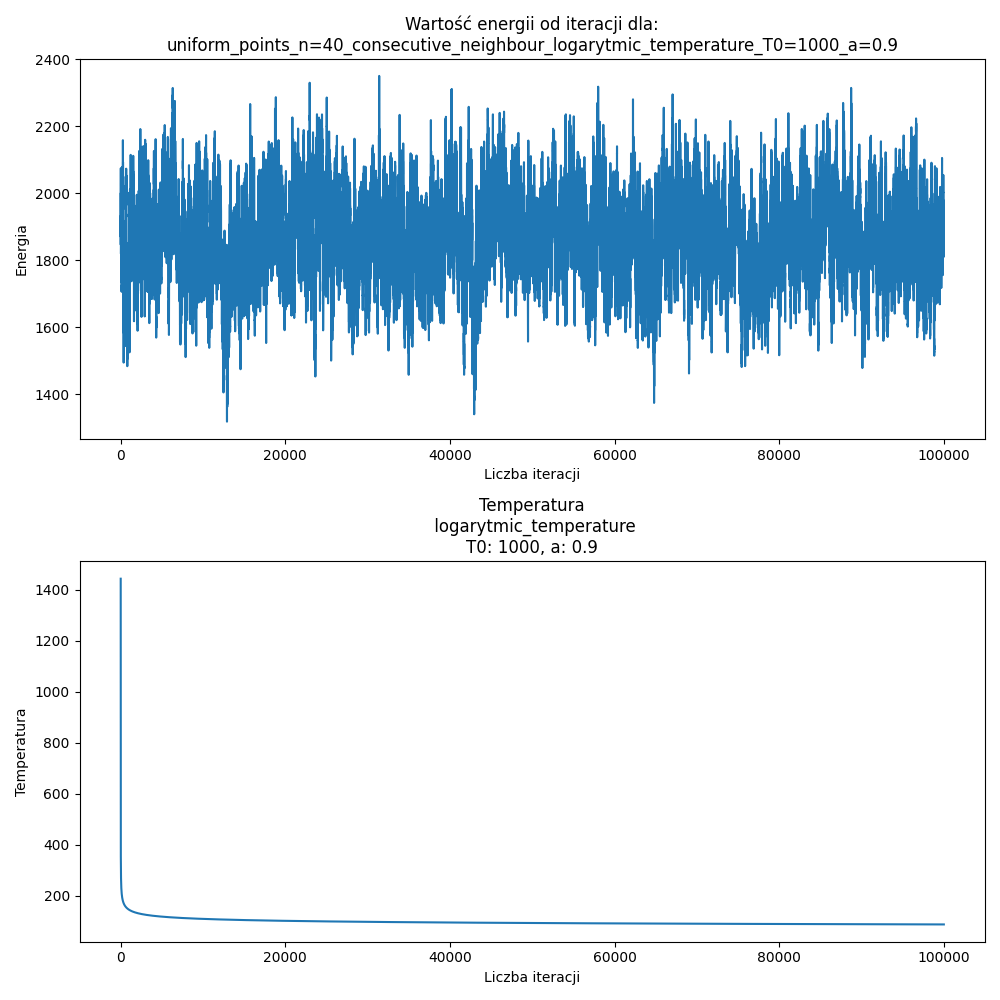 Wartość energii od iteracji dla:
uniform_points_n=40_consecutive_neighbour_logarytmic_temperature_T0=1000_a=0.9
2400
2200
2000
1800
1600
1400
Energia
0 20000 40000 60000 80000 100000
Liczba iteracji
Temperatura
logarytmic_temperature
T0: 1000, a: 0.9
1400
1200
1000
800
600
400
200
Temperatura
0 20000 40000 60000 80000 100000
Liczba iteracji